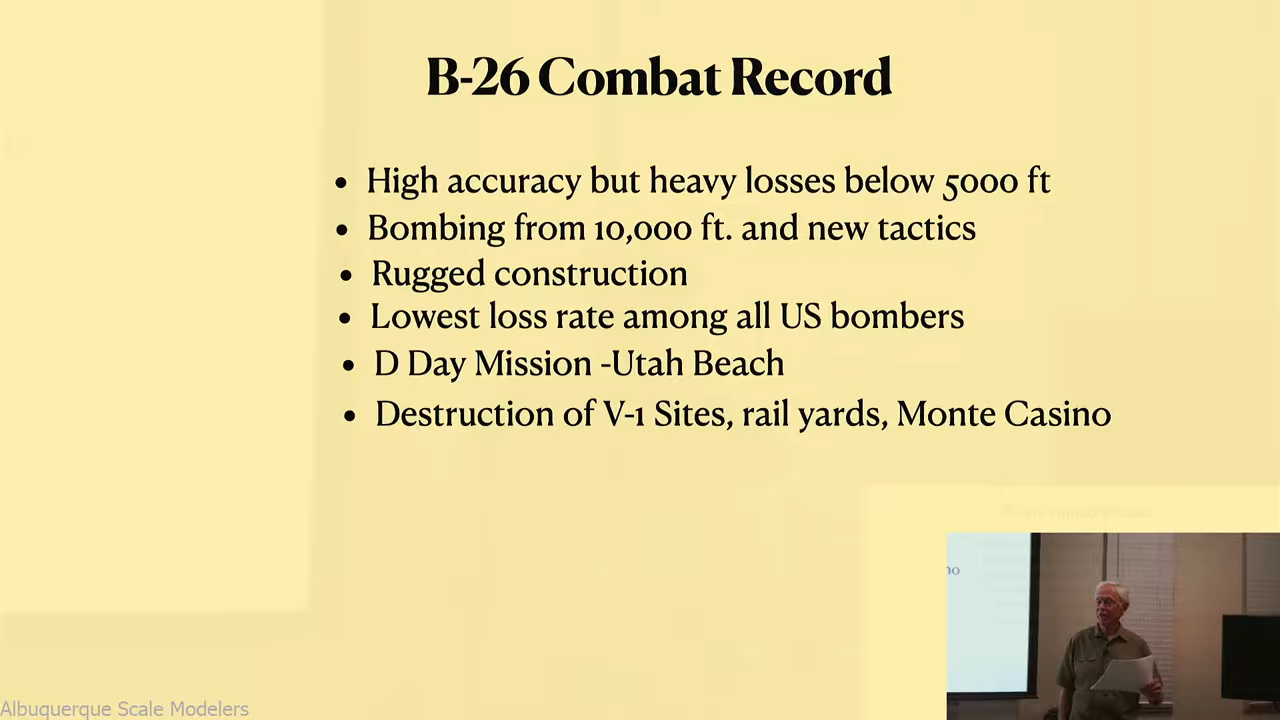 B-26 Combat Record
• High accuracy but heavy losses below 5000 ft
• Bombing from 10,000 ft. and new tactics
• Rugged construction
• Lowest loss rate among all US bombers
• D Day Mission -Utah Beach
• Destruction of V-1 Sites, rail yards, Monte Casino
no
Albuquerque Scale Modelers